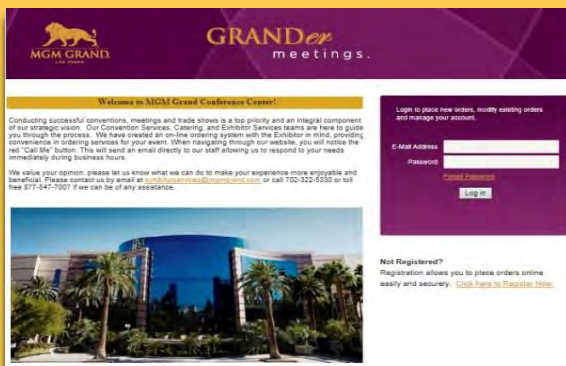 MGM GRAND
LAS VEGAS
GRANDer
meetings.
Welcome to MGM Grand Conference Center!
Conducting successful conventions, meetings and trade shows is a top priority and an integral component
of our strategic vision. Our Convention Services, Catering, and Exhibitor Services teams are here to guide
you through the process. We have created an on-line ordering system with the Exhibitor in mind, providing
convenience in ordering services for your event. When navigating through our website, you will notice the
red "Call Me" button. This will send an email directly to our staff allowing us to respond to your needs
immediately during business hours.
We value your opinion, please let us know what we can do to make your experience more enjoyable and
beneficial. Please contact us by email at exhibitorservices@mgmgrand.com or call 702-322-5330 or toll
free 877-847-7007 if we can be of any assistance.
Login to place new orders, modify existing orders
and manage your account.
E-Mail Address
Password
Forgot Password
Log in
Not Registered?
Registration allows you to place orders online
easily and securely. Click here to Register Now.